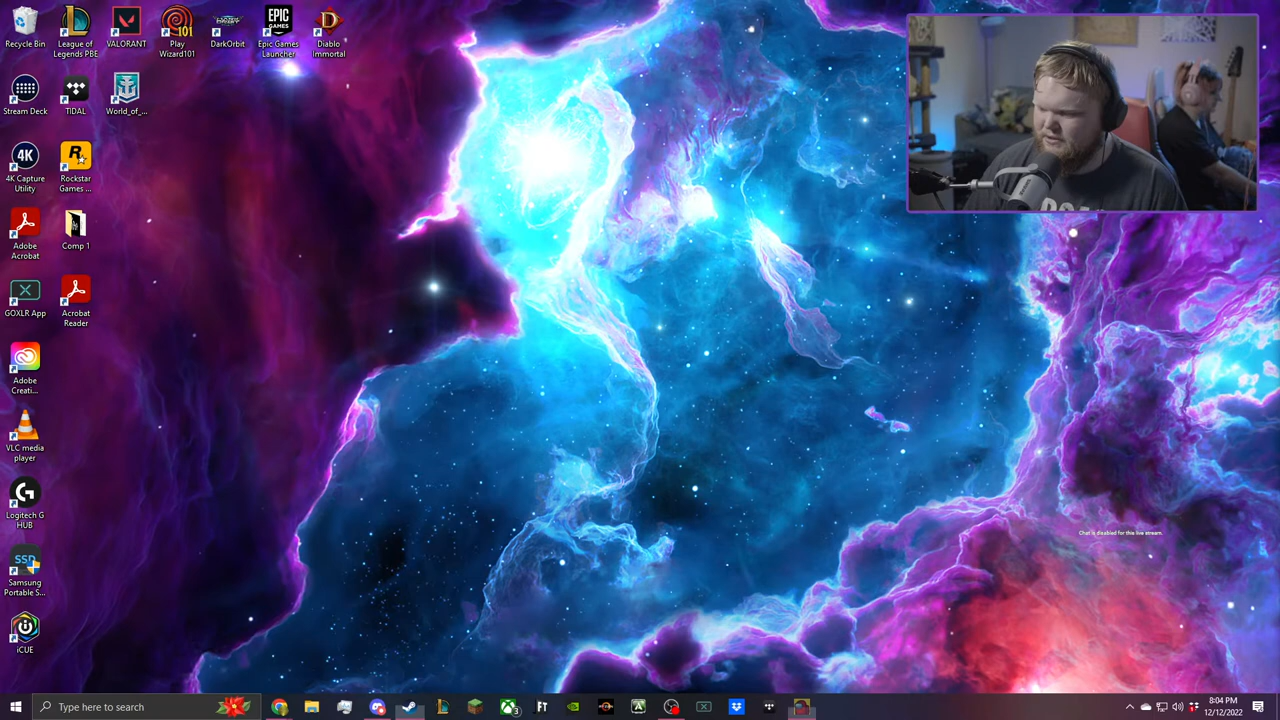 Recycle Bin
League of
Legends PBE
VALORANT
Play
Wizard101
DarkOrbit
EPIC
GAMES
Epic Games
Launcher
Diablo
Immortal
Stream Deck
TIDAL
World_of_...
4K
4K Capture
Utility
Rockstar
Games ...
Adobe
Acrobat
Comp 1
GOXLR App
Acrobat
Reader
Adobe
Creati...
VLC media
player
Logitech G
HUB
SSD
Samsung
Portable S...
iCUE
Chat is disabled for this live stream.
Type here to search
8:04 PM
12/12/2022